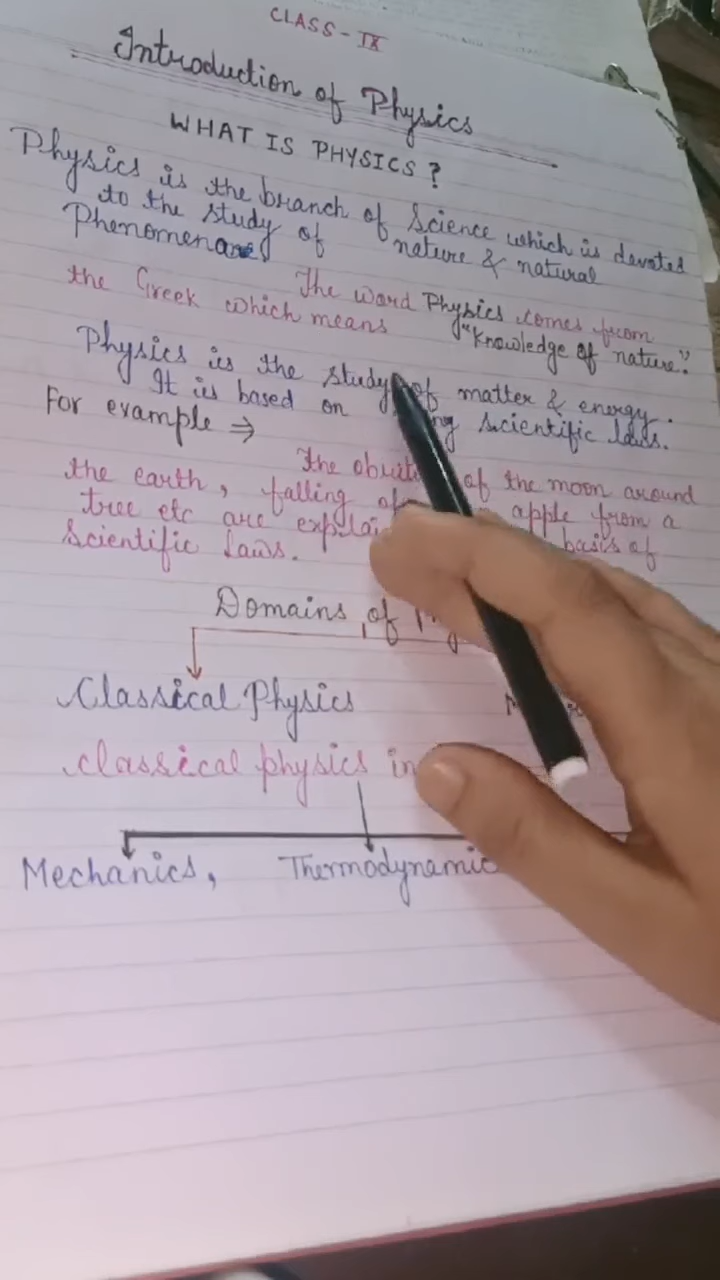 CLASS - IX
Introduction of Physics
WHAT IS PHYSICS ?
Physics is the branch of Science which is devoted
to the study of nature & natural
Phenomena
The word Physics comes from
the Greek which means "Knowledge of nature."
Physics is the study of matter & energy.
It is based on scientific laws.
For example ⇒
The of the moon around
the earth, falling apple from a
tree etc are basis of
Scientific laws.
Domains of
Classical Physics
Classical physics
Mechanics, Thermodynamic